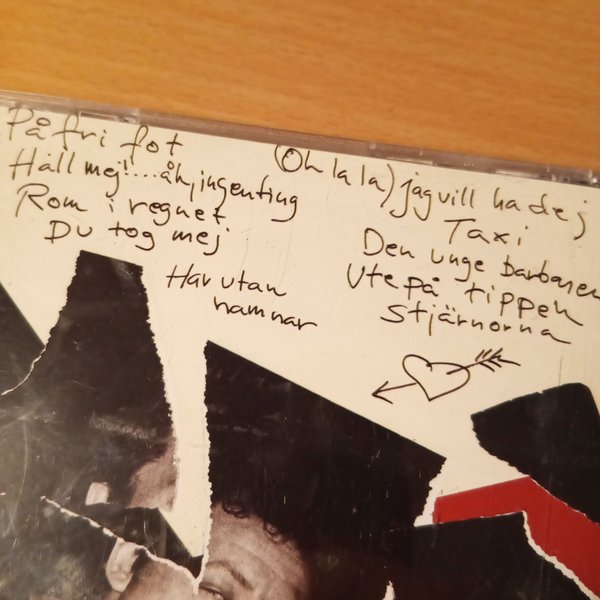 På fri fot
Håll mej!...åh, ingenting
Rom i regnet
Du tog mej
Hav utan
hamnar
(Oh la la) jag vill ha dej
Taxi
Den unge barbaren
Ute på tippen
Stjärnorna